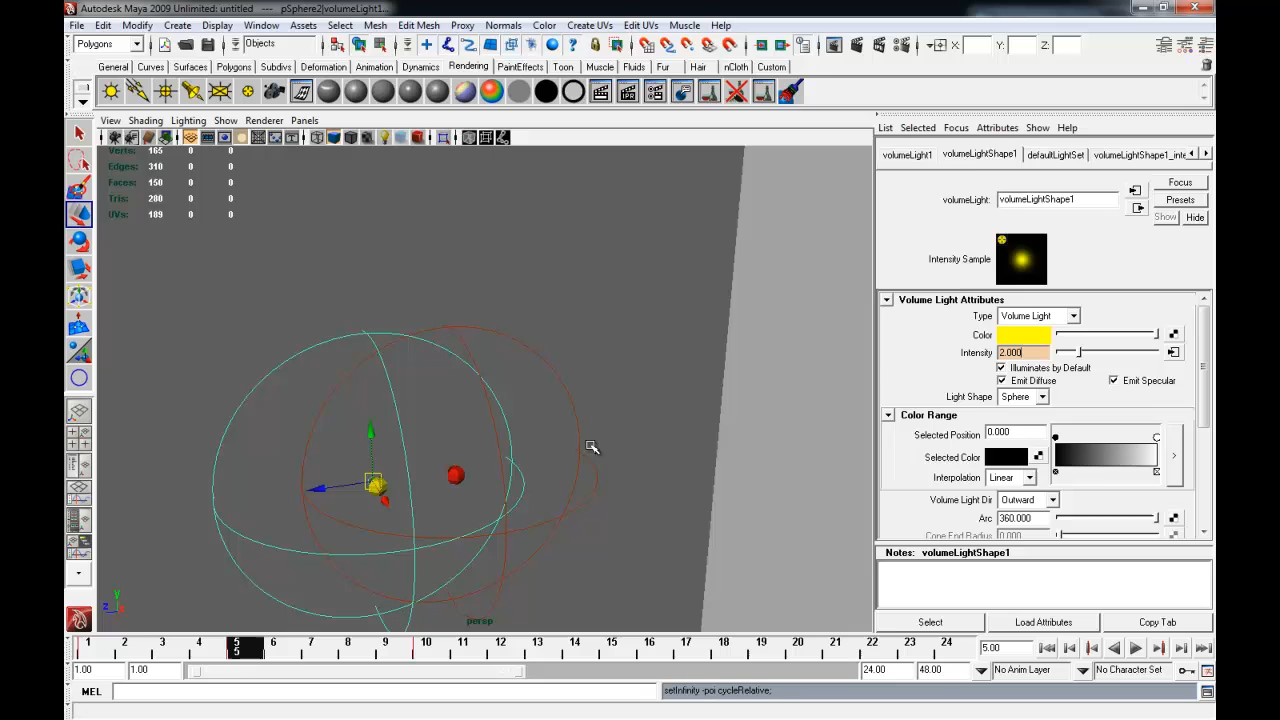 Autodesk Maya 2009 Unlimited: untitled --- pSphere2|volumeLight1...
File Edit Modify Create Display Window Assets Select Mesh Edit Mesh Proxy Normals Color Create UVs Edit UVs Muscle Help
Polygons Objects X: Y: Z:
General Curves Surfaces Polygons Subdivs Deformation Animation Dynamics Rendering PaintEffects Toon Muscle Fluids Fur Hair nCloth Custom
View Shading Lighting Show Renderer Panels
List Selected Focus Attributes Show Help
Verts: 165 0 0
Edges: 310 0 0
Faces: 150 0 0
Tris: 280 0 0
UVs: 189 0 0
volumeLight1 volumeLightShape1 defaultLightSet volumeLightShape1_inte
Focus
volumeLight: volumeLightShape1
Presets
Show Hide
Intensity Sample
Volume Light Attributes
Type Volume Light
Color
Intensity 2.000
Illuminates by Default
Emit Diffuse Emit Specular
Light Shape Sphere
Color Range
Selected Position 0.000
Selected Color
Interpolation Linear
Volume Light Dir Outward
Arc 360.000
Cone End Radius 0.000
Notes: volumeLightShape1
Select Load Attributes Copy Tab
y
z x
persp
1 2 3 4 5 6 7 8 9 10 11 12 13 14 15 16 17 18 19 20 21 22 23 24
5
5.00
1.00 1.00 24.00 48.00 No Anim Layer No Character Set
MEL setInfinity -poi cycleRelative;